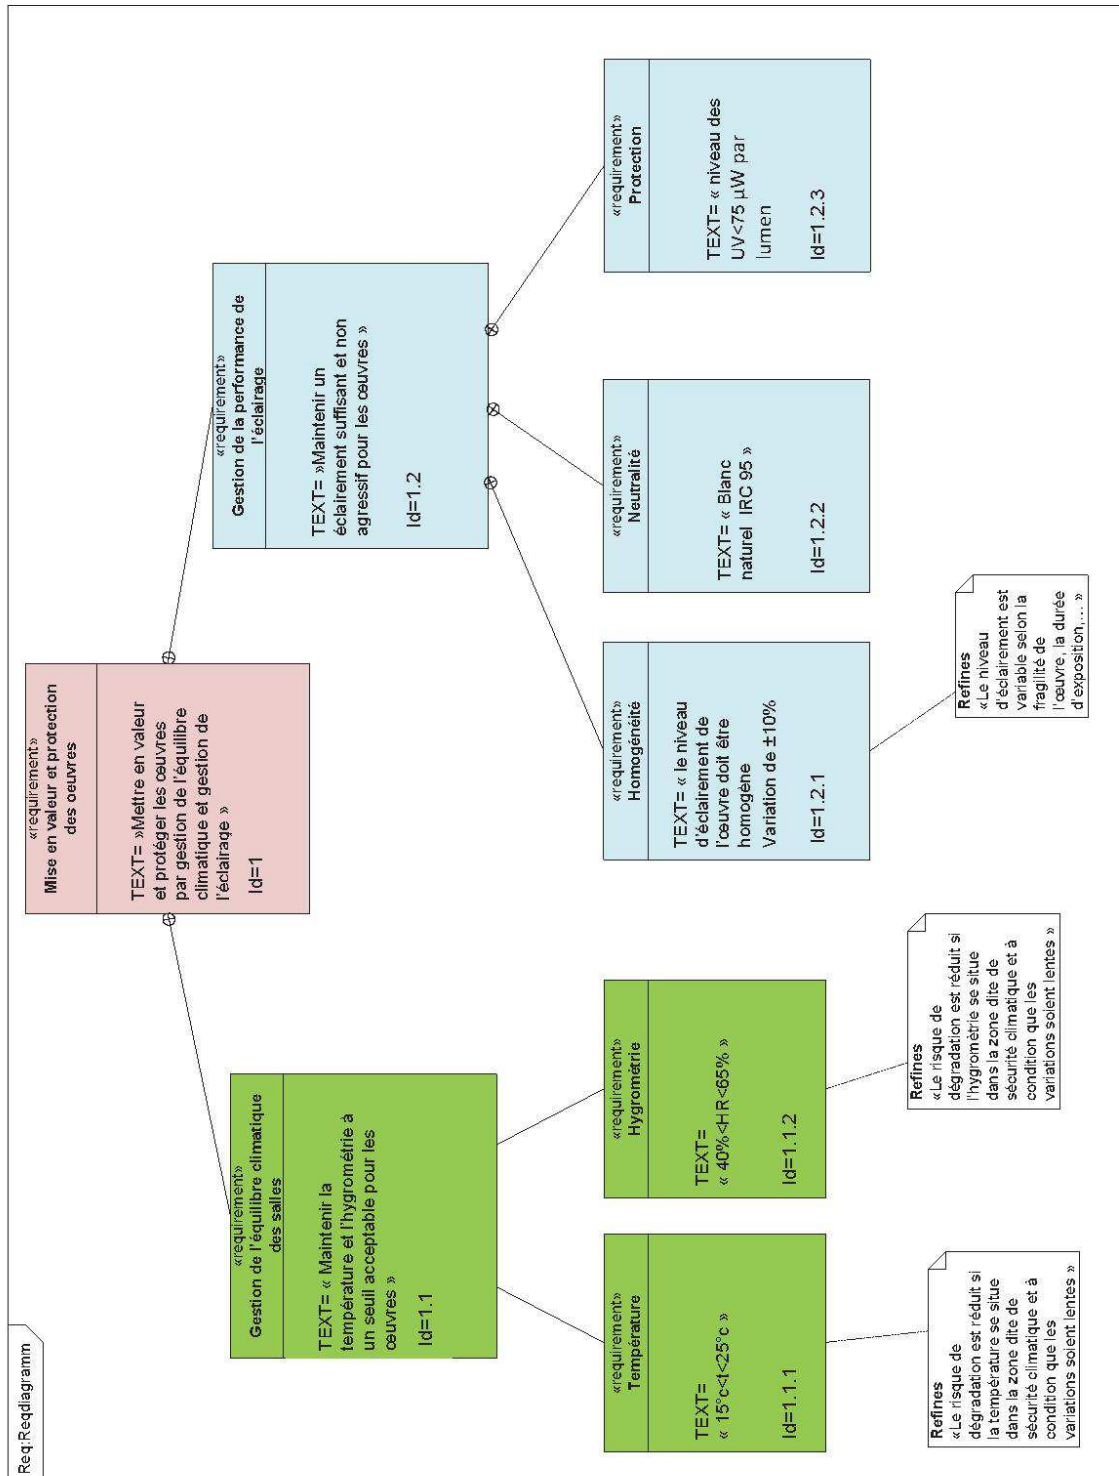 Req:Reqdiagramm
«requirement»
Mise en valeur et protection
des oeuvres
TEXT= »Mettre en valeur
et protéger les œuvres
par gestion de l'équilibre
climatique et gestion de
l'éclairage »
Id=1
«requirement»
Gestion de l'équilibre climatique
des salles
TEXT= « Maintenir la
température et l'hygrométrie à
un seuil acceptable pour les
œuvres »
Id=1.1
«requirement»
Gestion de la performance de
l'éclairage
TEXT= »Maintenir un
éclairement suffisant et non
agressif pour les œuvres »
Id=1.2
«requirement»
Température
TEXT=
« 15°c<t<25°c »
Id=1.1.1
«requirement»
Hygrométrie
TEXT=
« 40%<HR<65% »
Id=1.1.2
«requirement»
Homogénéité
TEXT= « le niveau
d'éclairement de
l'œuvre doit être
homogène
Variation de ±10%
Id=1.2.1
«requirement»
Neutralité
TEXT= « Blanc
naturel IRC 95 »
Id=1.2.2
«requirement»
Protection
TEXT= « niveau des
UV<75 µW par
lumen
Id=1.2.3
Refines
«Le risque de
dégradation est réduit si
la température se situe
dans la zone dite de
sécurité climatique et à
condition que les
variations soient lentes »
Refines
«Le risque de
dégradation est réduit si
l'hygrométrie se situe
dans la zone dite de
sécurité climatique et à
condition que les
variations soient lentes »
Refines
«Le niveau
d'éclairement est
variable selon la
fragilité de
l'œuvre, la durée
d'exposition,... »